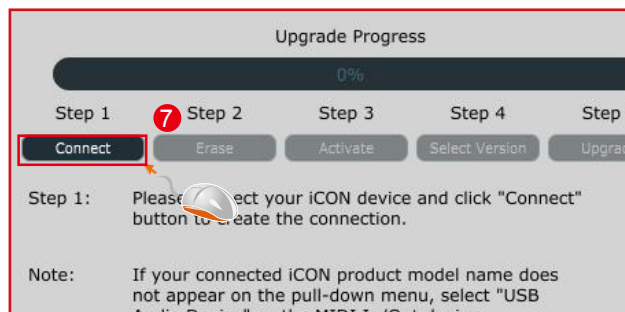 Upgrade Progress
0%
Step 1 Step 2 Step 3 Step 4 Step
7
Connect Erase Activate Select Version
Step 1: Please your iCON device and click "Connect"
button to create the connection.
Note: If your connected iCON product model name does
not appear on the pull-down menu, select "USB